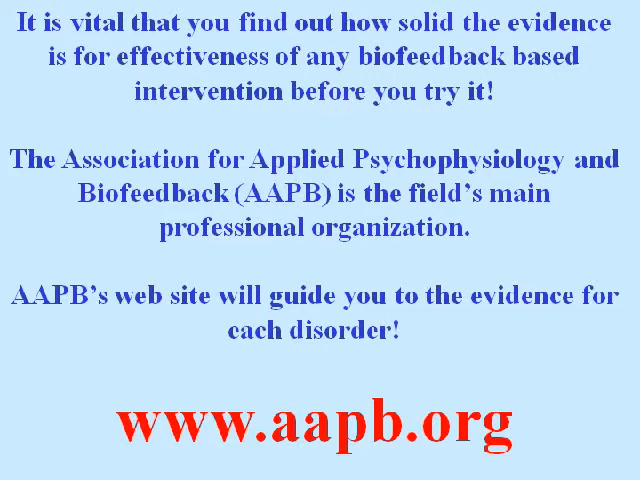 It is vital that you find out how solid the evidence
is for effectiveness of any biofeedback based
intervention before you try it!
The Association for Applied Psychophysiology and
Biofeedback (AAPB) is the field's main
professional organization.
AAPB's web site will guide you to the evidence for
each disorder!
www.aapb.org